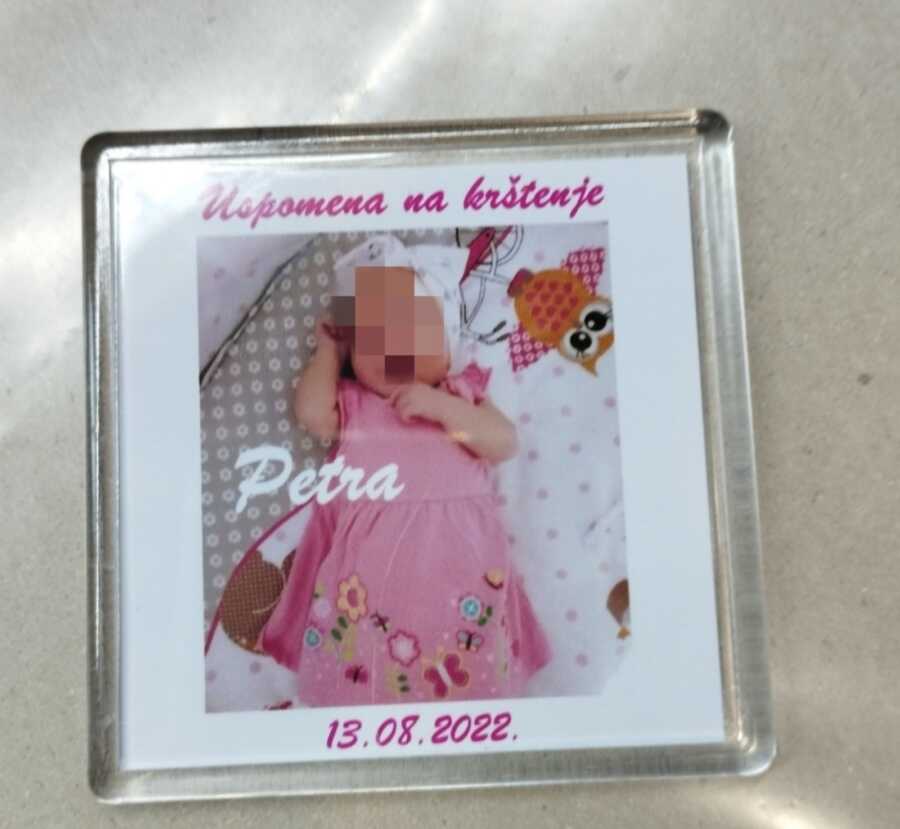 Uspomena na krštenje
Petra
13.08.2022.